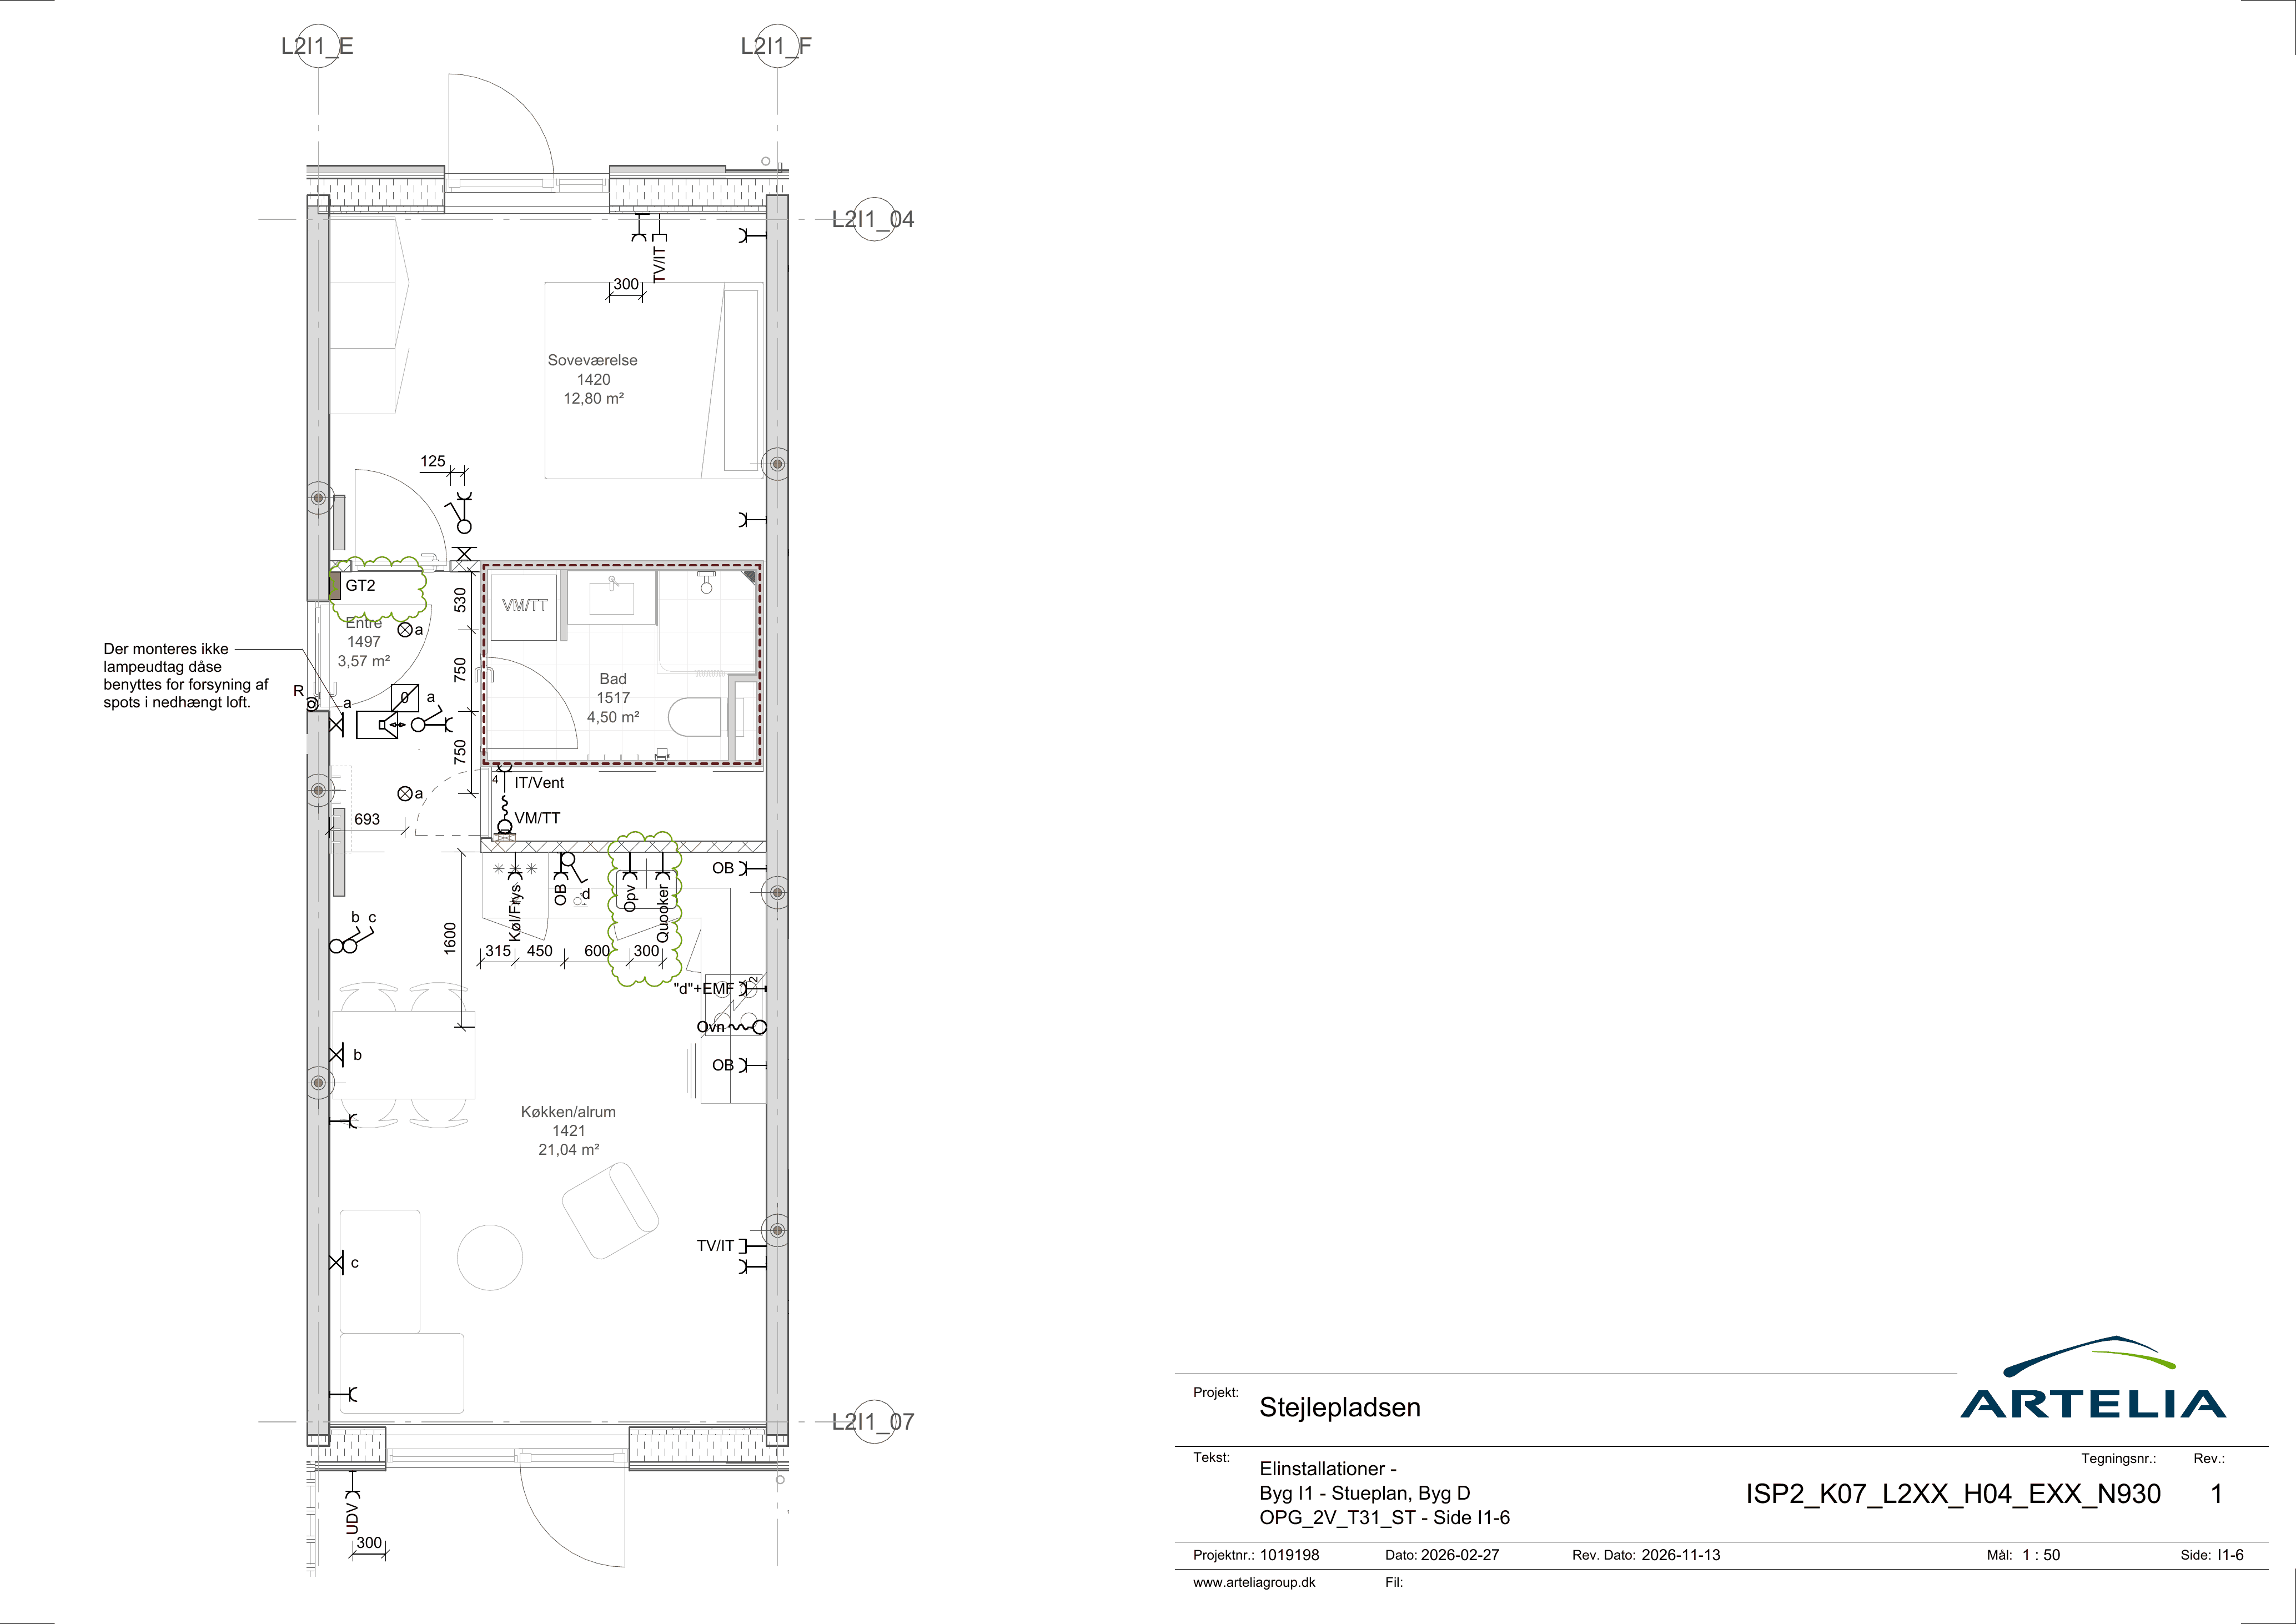 L2I1_E
L2I1_F
L2I1_04
TV/IT
300
Soveværelse
1420
12,80 m²
125
GT2
530
VM/TT
Entre
1497
3,57 m²
a
Der monteres ikke
lampeudtag dåse
benyttes for forsyning af
spots i nedhængt loft.
750
Bad
1517
4,50 m²
R
a
0
a
750
4
IT/Vent
a
VM/TT
693
OB
Køl/Frys
OB
d
Opv
Quooker
b c
1600
315
450
600
300
"d"+EMF
2
Ovn
b
OB
Køkken/alrum
1421
21,04 m²
TV/IT
c
L2I1_07
UDV
300
ARTELIA
Projekt:
Stejlepladsen
Tekst:
Elinstallationer -
Byg I1 - Stueplan, Byg D
OPG_2V_T31_ST - Side I1-6
Tegningsnr.:
Rev.:
ISP2_K07_L2XX_H04_EXX_N930
1
Projektnr.: 1019198
Dato: 2026-02-27
Rev. Dato: 2026-11-13
Mål: 1 : 50
Side: I1-6
www.arteliagroup.dk
Fil: